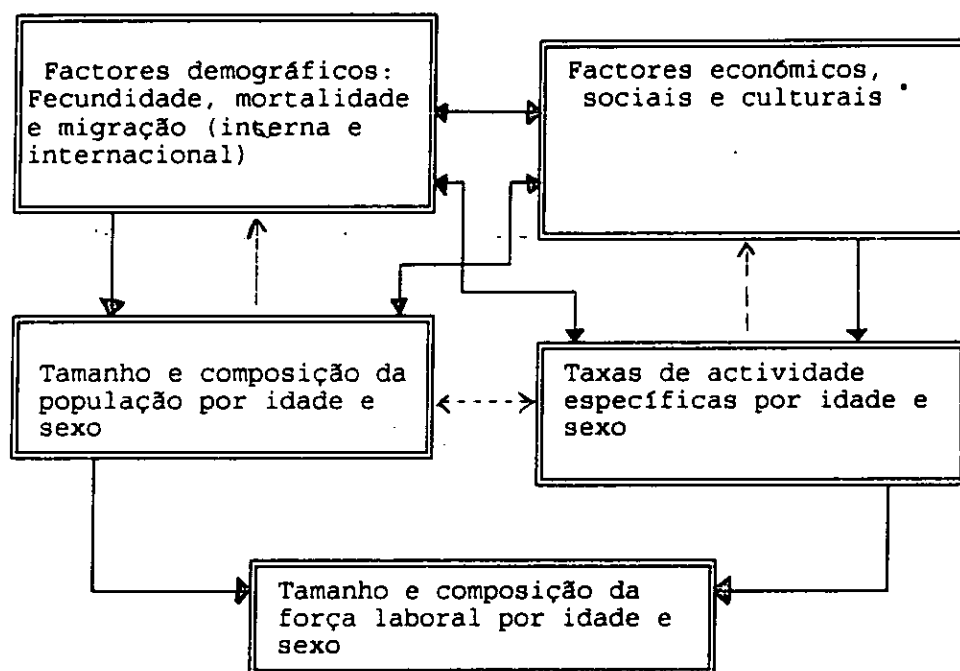 Factores demográficos:
Fecundidade, mortalidade
e migração (interna e
internacional)
Factores económicos,
sociais e culturais
Tamanho e composição da
população por idade e
sexo
Taxas de actividade
específicas por idade e
sexo
Tamanho e composição da
força laboral por idade e
sexo